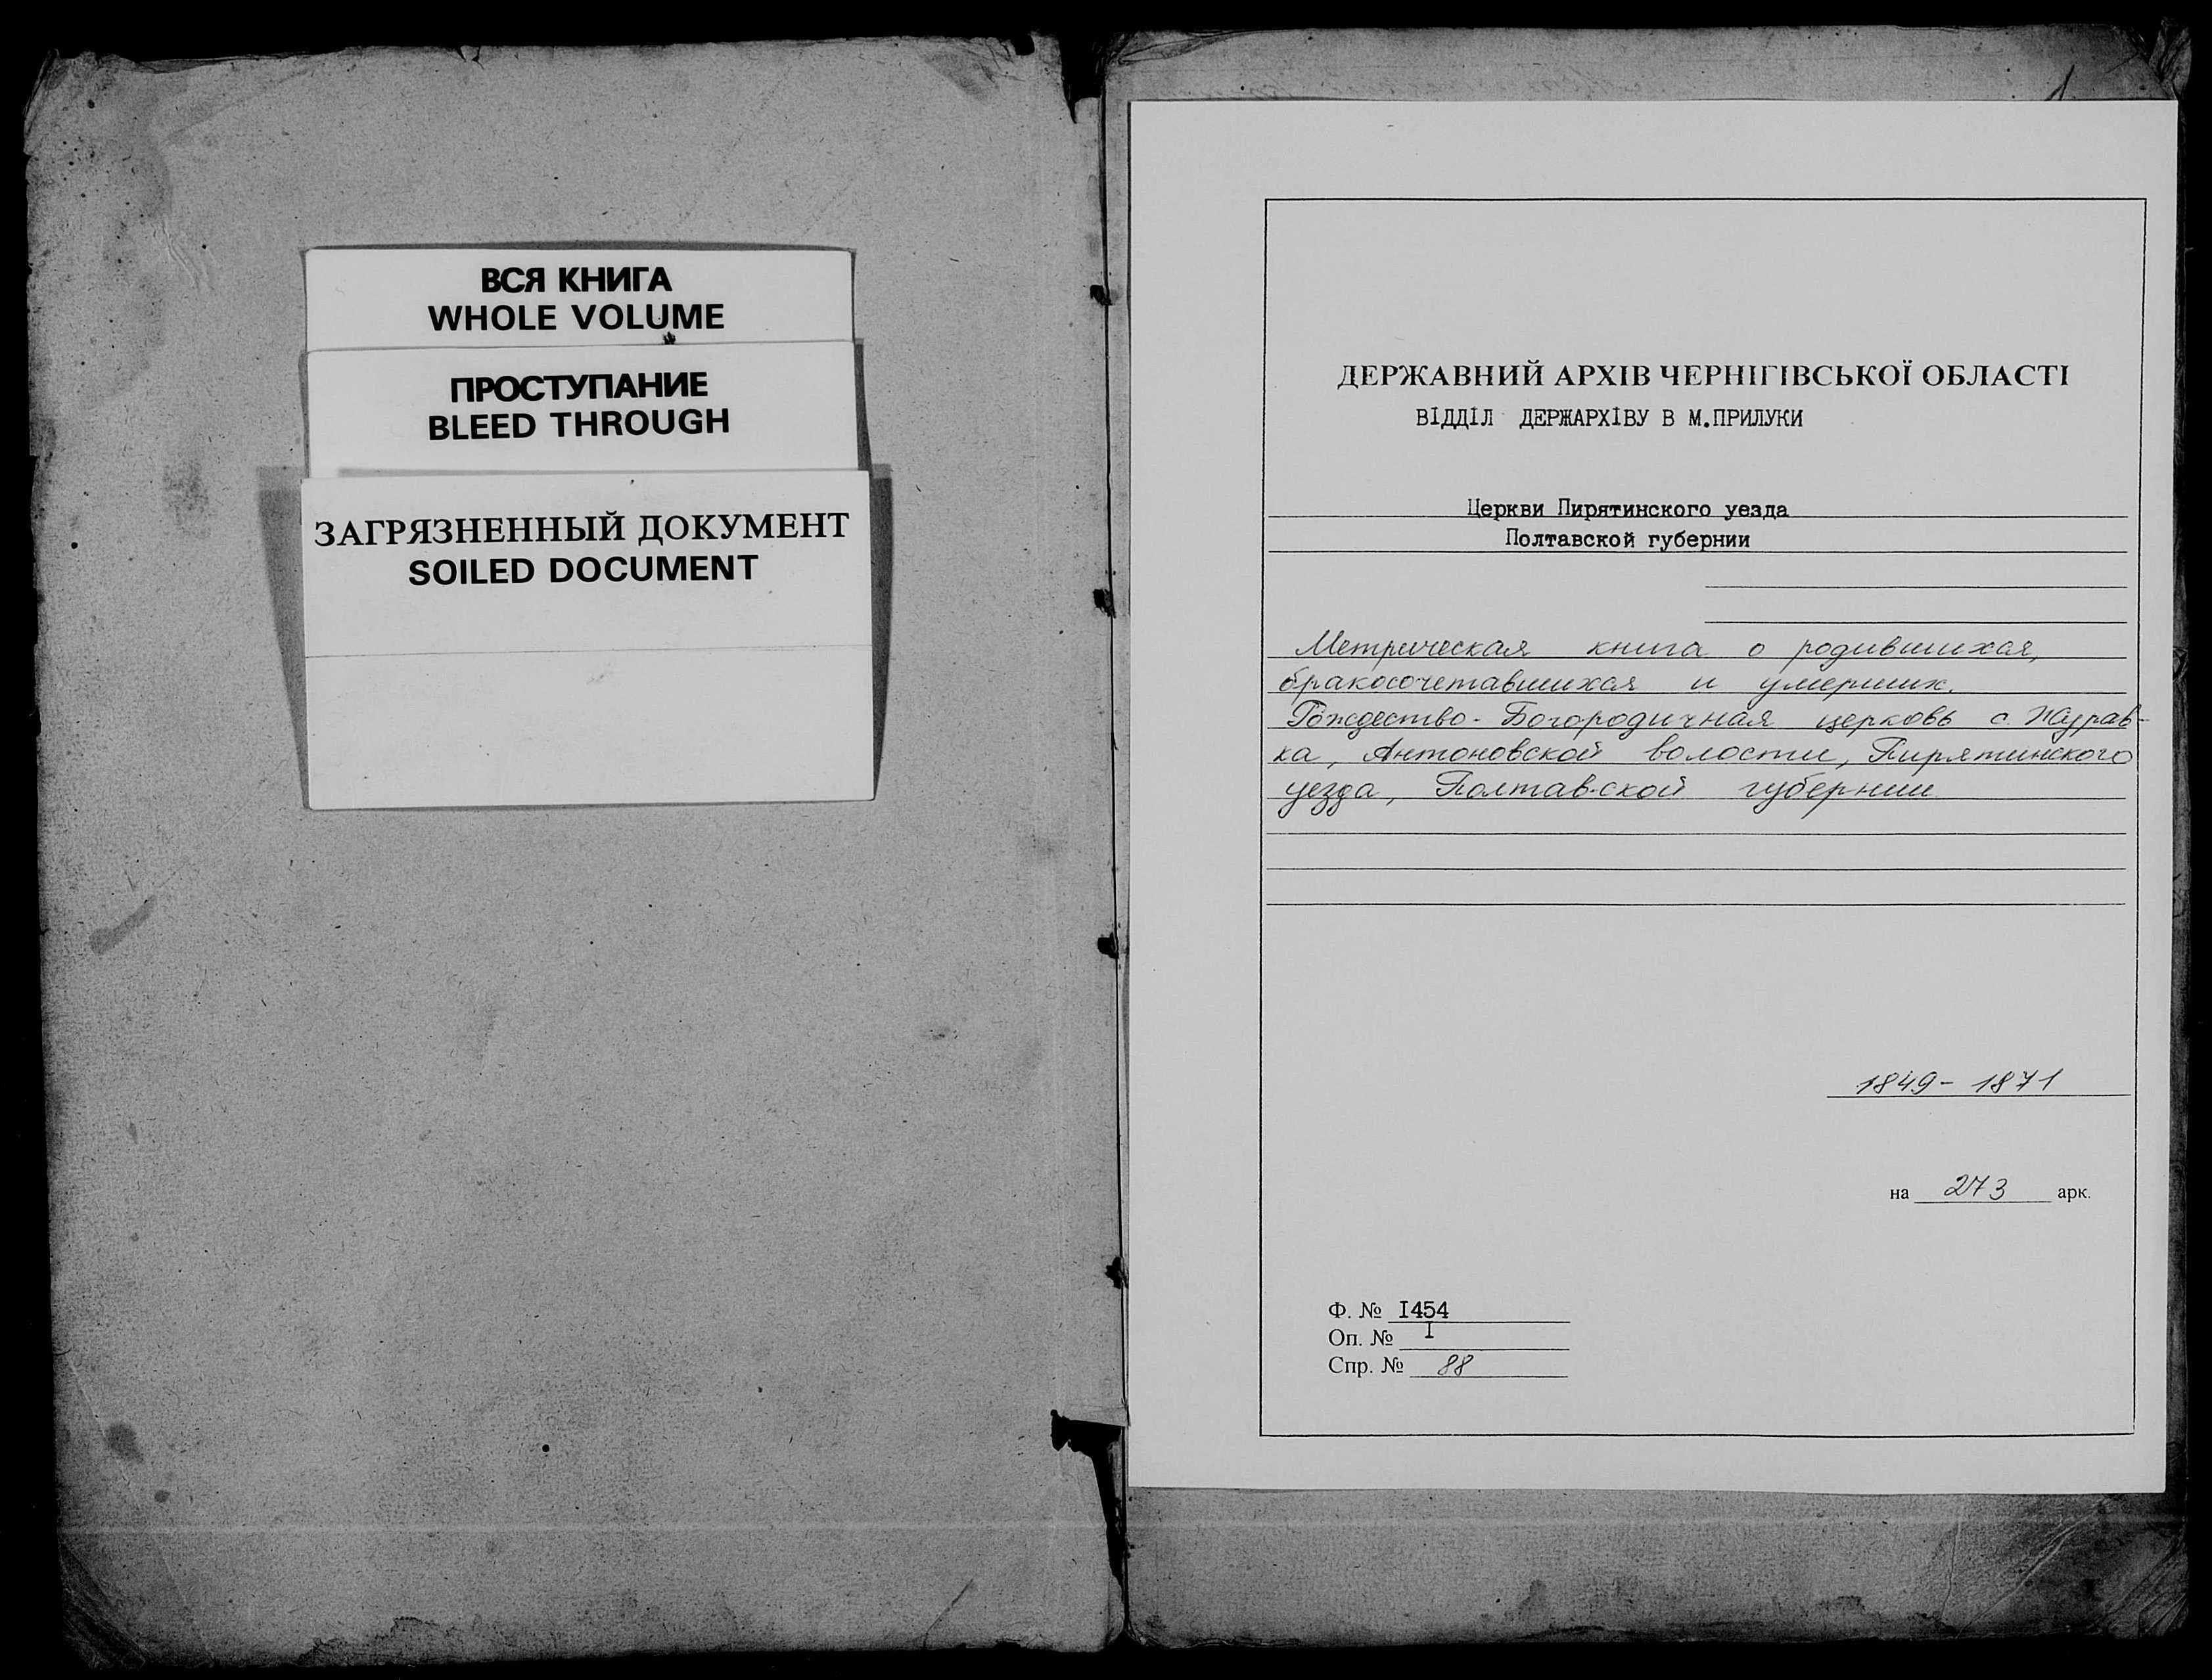 ВСЯ КНИГА
WHOLE VOLUME
ПРОСТУПАНИЕ
BLEED THROUGH
ЗАГРЯЗНЕННЫЙ ДОКУМЕНТ
SOILED DOCUMENT
ДЕРЖАВНИЙ АРХІВ ЧЕРНІГІВСЬКОЇ ОБЛАСТІ
ВІДДІЛ ДЕРЖАРХІВУ В М.ПРИЛУКИ
Церкви Пирятинского уезда
Полтавской губернии
Метрическая книга о родившихся,
бракосочетавшихся и умерших.
Рождество-Богородичная церковь с. Журав-
ка, Антоновской волости, Пирятинского
уезда, Полтавской губернии
1849 - 1871
на 273 арк.
Ф. № I454
Оп. № I
Спр. № 88